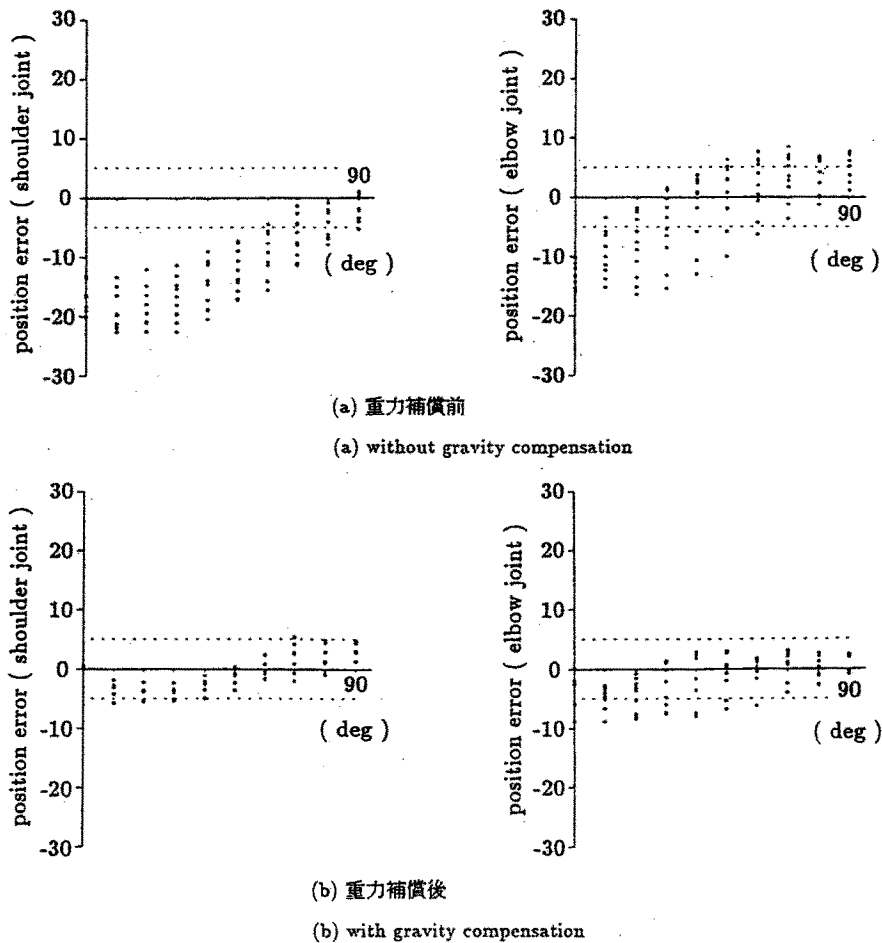 position error ( shoulder joint )
30
20
10
0
-10
-20
-30
90
( deg )
position error ( elbow joint )
30
20
10
0
-10
-20
-30
90
( deg )
(a) 重力補償前
(a) without gravity compensation
position error ( shoulder joint )
30
20
10
0
-10
-20
-30
90
( deg )
position error ( elbow joint )
30
20
10
0
-10
-20
-30
90
( deg )
(b) 重力補償後
(b) with gravity compensation